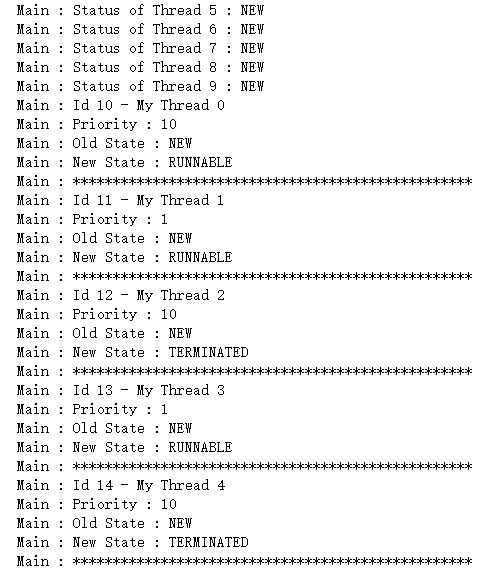 Main : Status of Thread 5 : NEW
Main : Status of Thread 6 : NEW
Main : Status of Thread 7 : NEW
Main : Status of Thread 8 : NEW
Main : Status of Thread 9 : NEW
Main : Id 10 - My Thread 0
Main : Priority : 10
Main : Old State : NEW
Main : New State : RUNNABLE
Main : **************************************************
Main : Id 11 - My Thread 1
Main : Priority : 1
Main : Old State : NEW
Main : New State : RUNNABLE
Main : **************************************************
Main : Id 12 - My Thread 2
Main : Priority : 10
Main : Old State : NEW
Main : New State : TERMINATED
Main : **************************************************
Main : Id 13 - My Thread 3
Main : Priority : 1
Main : Old State : NEW
Main : New State : RUNNABLE
Main : **************************************************
Main : Id 14 - My Thread 4
Main : Priority : 10
Main : Old State : NEW
Main : New State : TERMINATED
Main : **************************************************